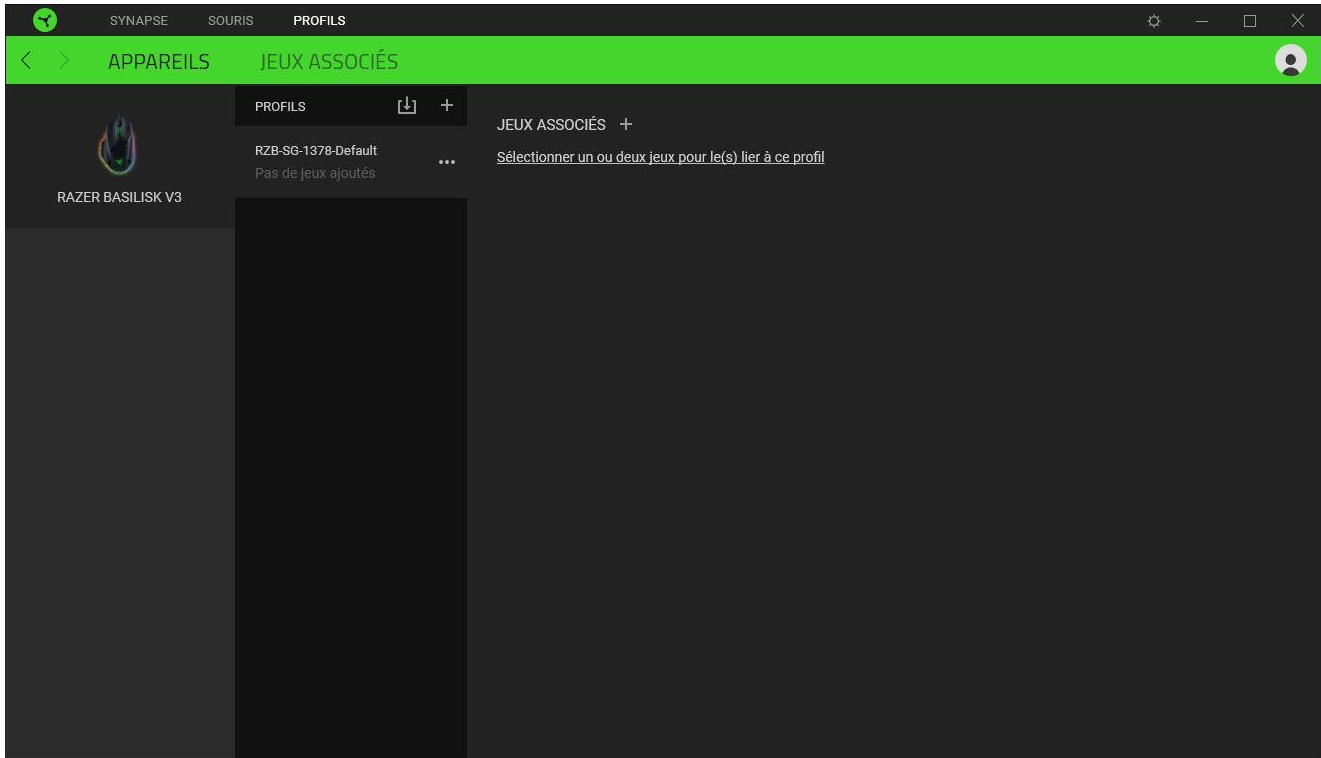 SYNAPSE SOURIS PROFILS
APPAREILS JEUX ASSOCIÉS
PROFILS
RZB-SG-1378-Default
Pas de jeux ajoutés
RAZER BASILISK V3
JEUX ASSOCIÉS
Sélectionner un ou deux jeux pour le(s) lier à ce profil